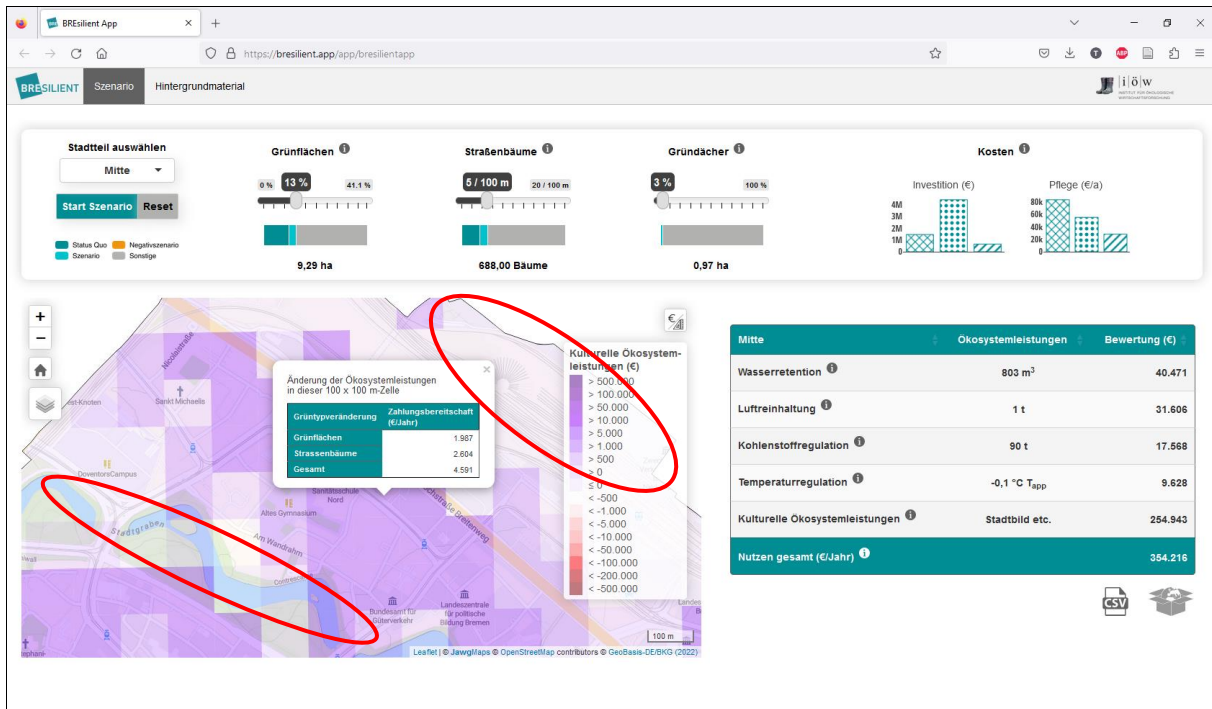 BREsilient App
https://bresilient.app/app/bresilientapp
BRESILIENT Szenario Hintergrundmaterial
i|ö|w
INSTITUT FÜR ÖKOLOGISCHE
WIRTSCHAFTSFORSCHUNG
Stadtteil auswählen
Mitte
Start Szenario Reset
Status Quo Negativszenario
Szenario Sonstige
Grünflächen
0 % 13 % 41.1 %
9,29 ha
Straßenbäume
5 / 100 m 20 / 100 m
688,00 Bäume
Gründächer
3 % 100 %
0,97 ha
Kosten
Investition (€)
4M
3M
2M
1M
0
Pflege (€/a)
80k
60k
40k
20k
0
+
−
Nicolaistraße
Sankt Michaelis
DoventorsCampus
Stadtgraben
Altes Gymnasium
Am Wandrahm
Sanitätsschule
Nord
Breitenweg
Bundesamt für
Güterverkehr
Landeszentrale
für politische
Bildung Bremen
Änderung der Ökosystemleistungen
in dieser 100 x 100 m-Zelle
×
Grüntypveränderung Zahlungsbereitschaft
(€/Jahr)
Grünflächen 1.987
Strassenbäume 2.604
Gesamt 4.591
Kulturelle Ökosystem-
leistungen (€)
> 500.000
> 100.000
> 50.000
> 10.000
> 5.000
> 1.000
> 500
> 0
≤ 0
< -500
< -1.000
< -5.000
< -10.000
< -50.000
< -100.000
< -200.000
< -500.000
100 m
Leaflet | © JawgMaps © OpenStreetMap contributors © GeoBasis-DE/BKG (2022)
Mitte Ökosystemleistungen Bewertung (€)
Wasserretention 803 m³ 40.471
Luftreinhaltung 1 t 31.606
Kohlenstoffregulation 90 t 17.568
Temperaturregulation -0,1 °C Tapp 9.628
Kulturelle Ökosystemleistungen Stadtbild etc. 254.943
Nutzen gesamt (€/Jahr) 354.216
CSV